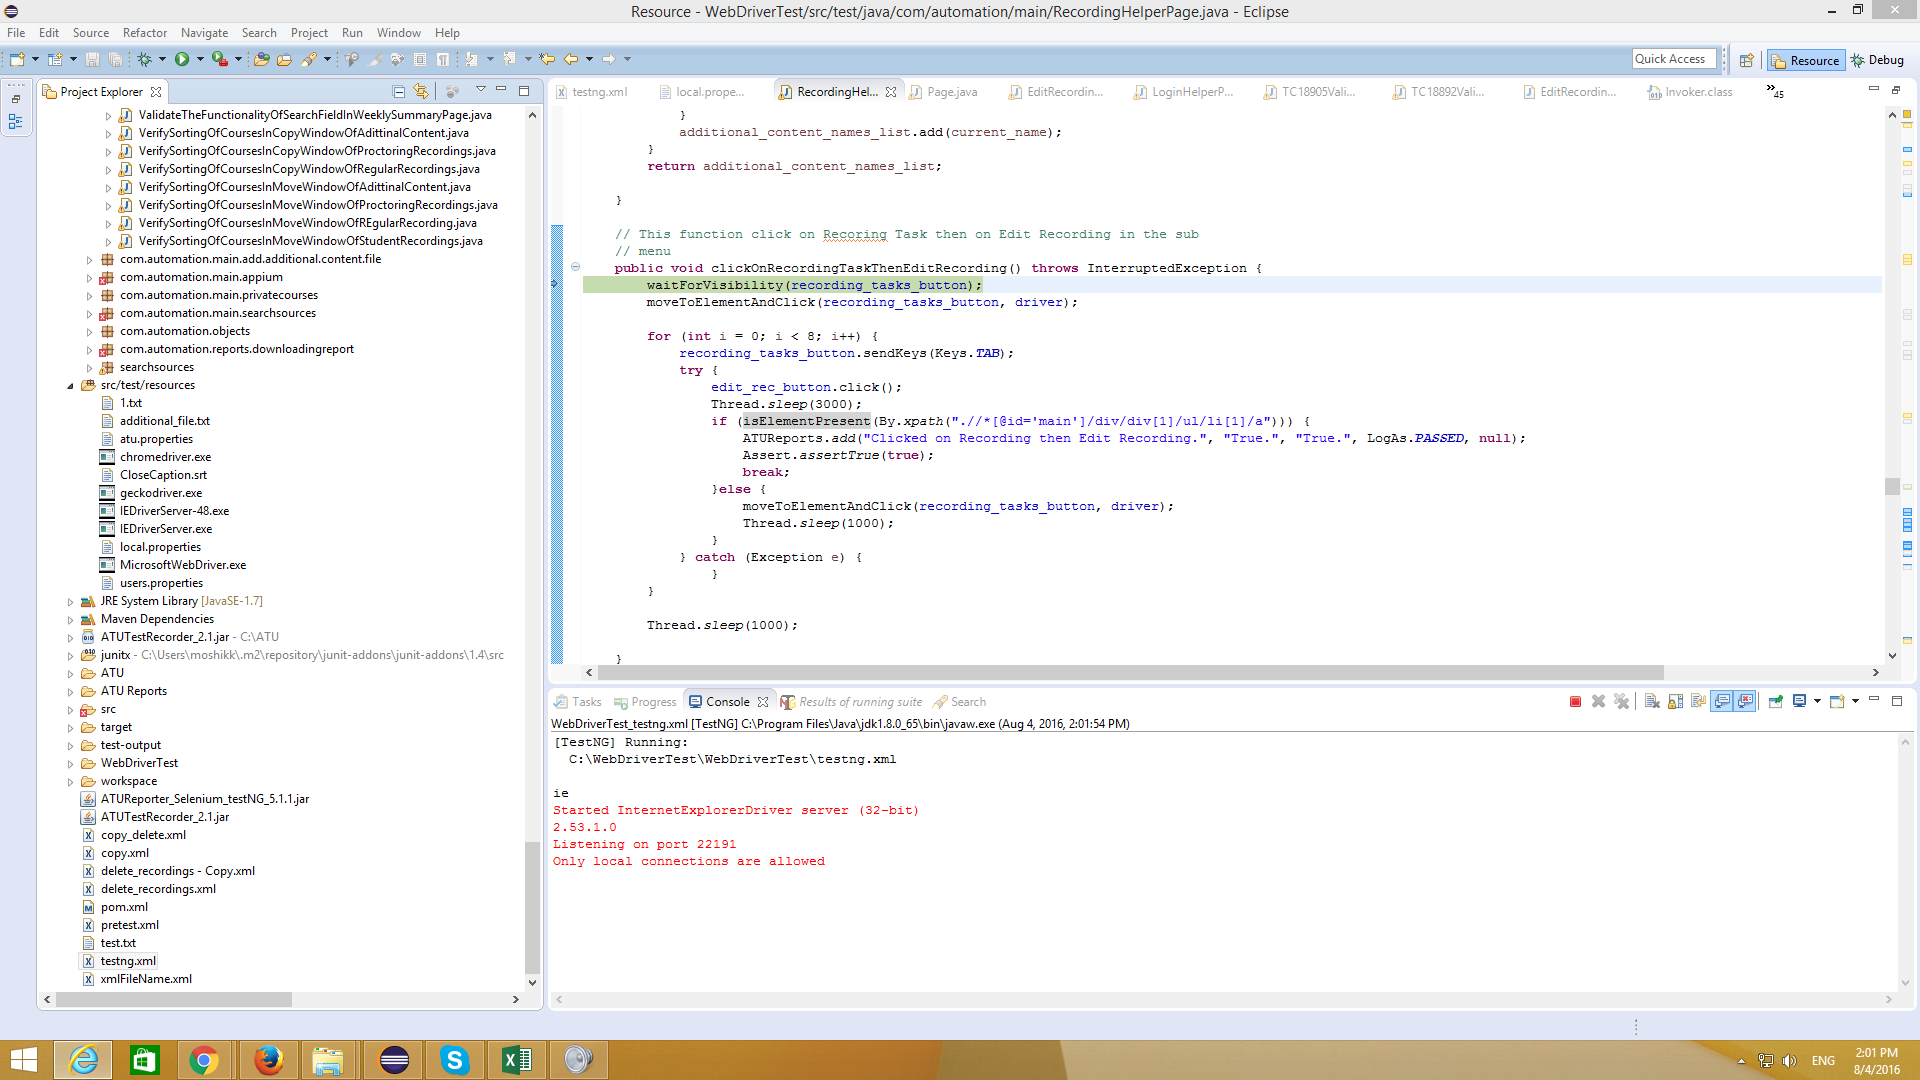 Resource - WebDriverTest/src/test/java/com/automation/main/RecordingHelperPage.java - Eclipse
File Edit Source Refactor Navigate Search Project Run Window Help
Quick Access
Resource
Debug
Project Explorer
ValidateTheFunctionalityOfSearchFieldInWeeklySummaryPage.java
VerifySortingOfCoursesInCopyWindowOfAdittinalContent.java
VerifySortingOfCoursesInCopyWindowOfProctoringRecordings.java
VerifySortingOfCoursesInCopyWindowOfRegularRecordings.java
VerifySortingOfCoursesInMoveWindowOfAdittinalContent.java
VerifySortingOfCoursesInMoveWindowOfProctoringRecordings.java
VerifySortingOfCoursesInMoveWindowOfREgularRecording.java
VerifySortingOfCoursesInMoveWindowOfStudentRecordings.java
com.automation.main.add.additional.content.file
com.automation.main.appium
com.automation.main.privatecourses
com.automation.main.searchsources
com.automation.objects
com.automation.reports.downloadingreport
searchsources
src/test/resources
1.txt
additional_file.txt
atu.properties
chromedriver.exe
CloseCaption.srt
geckodriver.exe
IEDriverServer-48.exe
IEDriverServer.exe
local.properties
MicrosoftWebDriver.exe
users.properties
JRE System Library [JavaSE-1.7]
Maven Dependencies
ATUTestRecorder_2.1.jar - C:\ATU
junitx - C:\Users\moshikk\.m2\repository\junit-addons\junit-addons\1.4\src
ATU
ATU Reports
src
target
test-output
WebDriverTest
workspace
ATUReporter_Selenium_testNG_5.1.1.jar
ATUTestRecorder_2.1.jar
copy_delete.xml
copy.xml
delete_recordings - Copy.xml
delete_recordings.xml
pom.xml
pretest.xml
test.txt
testng.xml
xmlFileName.xml
testng.xml local.prope... RecordingHel... Page.java EditRecordin... LoginHelperP... TC18905Vali... TC18892Vali... EditRecordin... Invoker.class »45
}
additional_content_names_list.add(current_name);
}
return additional_content_names_list;
}
// This function click on Recoring Task then on Edit Recording in the sub
// menu
public void clickOnRecordingTaskThenEditRecording() throws InterruptedException {
waitForVisibility(recording_tasks_button);
moveToElementAndClick(recording_tasks_button, driver);
for (int i = 0; i < 8; i++) {
recording_tasks_button.sendKeys(Keys.TAB);
try {
edit_rec_button.click();
Thread.sleep(3000);
if (isElementPresent(By.xpath(".//*[@id='main']/div/div[1]/ul/li[1]/a"))) {
ATUReports.add("Clicked on Recording then Edit Recording.", "True.", "True.", LogAs.PASSED, null);
Assert.assertTrue(true);
break;
}else {
moveToElementAndClick(recording_tasks_button, driver);
Thread.sleep(1000);
}
} catch (Exception e) {
}
}
Thread.sleep(1000);
}
Tasks Progress Console Results of running suite Search
WebDriverTest_testng.xml [TestNG] C:\Program Files\Java\jdk1.8.0_65\bin\javaw.exe (Aug 4, 2016, 2:01:54 PM)
[TestNG] Running:
C:\WebDriverTest\WebDriverTest\testng.xml
ie
Started InternetExplorerDriver server (32-bit)
2.53.1.0
Listening on port 22191
Only local connections are allowed
ENG
2:01 PM
8/4/2016